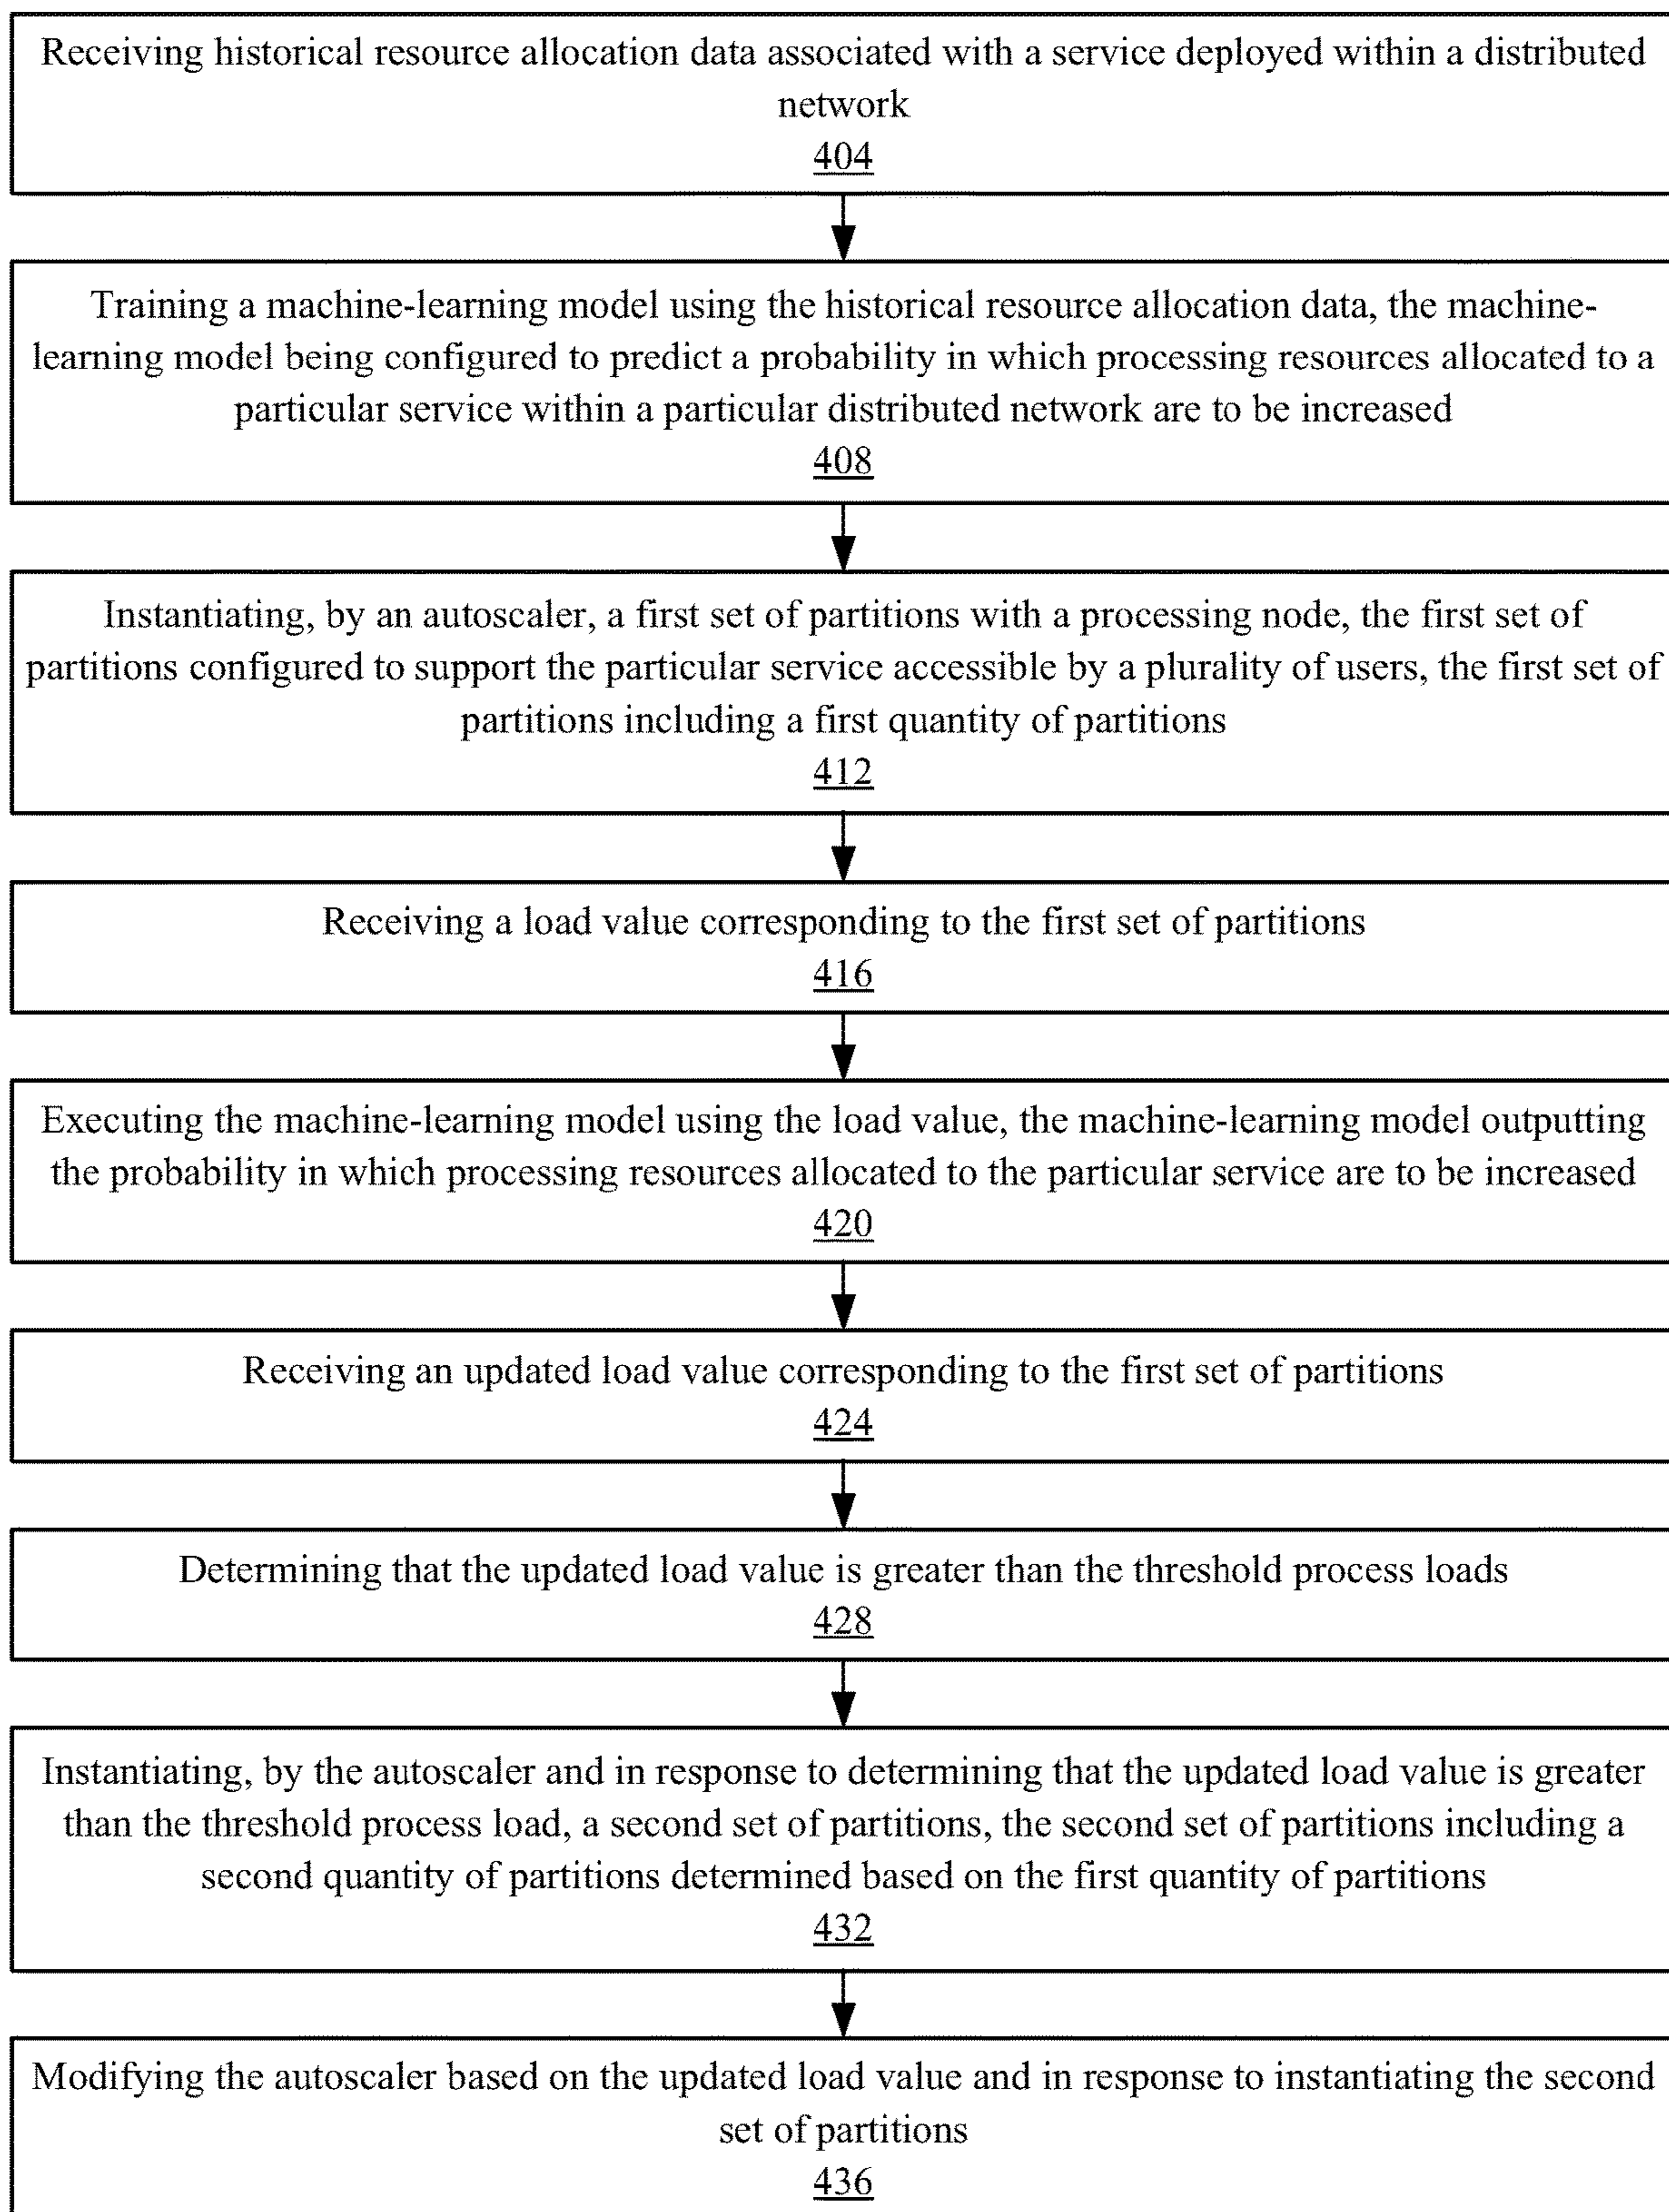 Receiving historical resource allocation data associated with a service deployed within a distributed
network
404
Training a machine-learning model using the historical resource allocation data, the machine-
learning model being configured to predict a probability in which processing resources allocated to a
particular service within a particular distributed network are to be increased
408
Instantiating, by an autoscaler, a first set of partitions with a processing node, the first set of
partitions configured to support the particular service accessible by a plurality of users, the first set of
partitions including a first quantity of partitions
412
Receiving a load value corresponding to the first set of partitions
416
Executing the machine-learning model using the load value, the machine-learning model outputting
the probability in which processing resources allocated to the particular service are to be increased
420
Receiving an updated load value corresponding to the first set of partitions
424
Determining that the updated load value is greater than the threshold process loads
428
Instantiating, by the autoscaler and in response to determining that the updated load value is greater
than the threshold process load, a second set of partitions, the second set of partitions including a
second quantity of partitions determined based on the first quantity of partitions
432
Modifying the autoscaler based on the updated load value and in response to instantiating the second
set of partitions
436